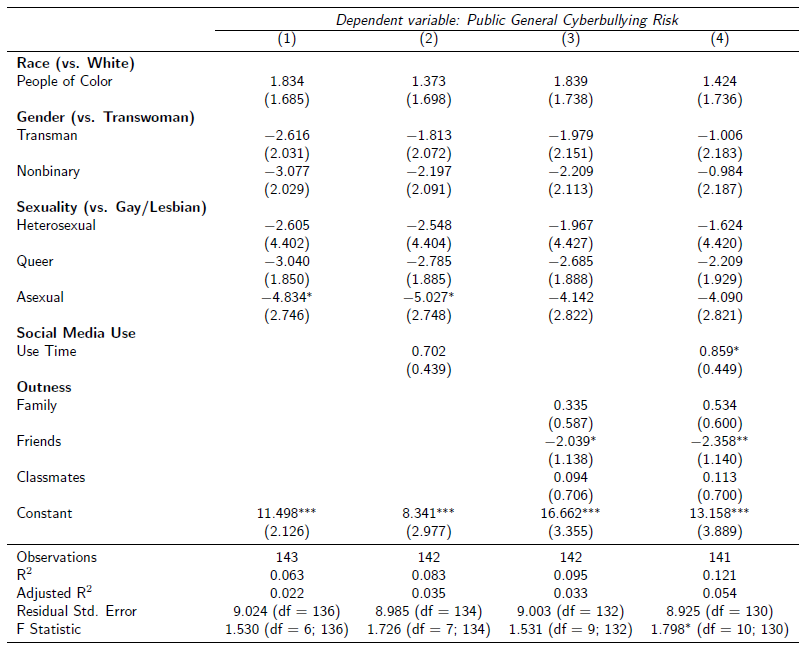 Dependent variable: Public General Cyberbullying Risk
(1) (2) (3) (4)
Race (vs. White)
People of Color 1.834 1.373 1.839 1.424
(1.685) (1.698) (1.738) (1.736)
Gender (vs. Transwoman)
Transman −2.616 −1.813 −1.979 −1.006
(2.031) (2.072) (2.151) (2.183)
Nonbinary −3.077 −2.197 −2.209 −0.984
(2.029) (2.091) (2.113) (2.187)
Sexuality (vs. Gay/Lesbian)
Heterosexual −2.605 −2.548 −1.967 −1.624
(4.402) (4.404) (4.427) (4.420)
Queer −3.040 −2.785 −2.685 −2.209
(1.850) (1.885) (1.888) (1.929)
Asexual −4.834* −5.027* −4.142 −4.090
(2.746) (2.748) (2.822) (2.821)
Social Media Use
Use Time 0.702 0.859*
(0.439) (0.449)
Outness
Family 0.335 0.534
(0.587) (0.600)
Friends −2.039* −2.358**
(1.138) (1.140)
Classmates 0.094 0.113
(0.706) (0.700)
Constant 11.498*** 8.341*** 16.662*** 13.158***
(2.126) (2.977) (3.355) (3.889)
Observations 143 142 142 141
R² 0.063 0.083 0.095 0.121
Adjusted R² 0.022 0.035 0.033 0.054
Residual Std. Error 9.024 (df = 136) 8.985 (df = 134) 9.003 (df = 132) 8.925 (df = 130)
F Statistic 1.530 (df = 6; 136) 1.726 (df = 7; 134) 1.531 (df = 9; 132) 1.798* (df = 10; 130)